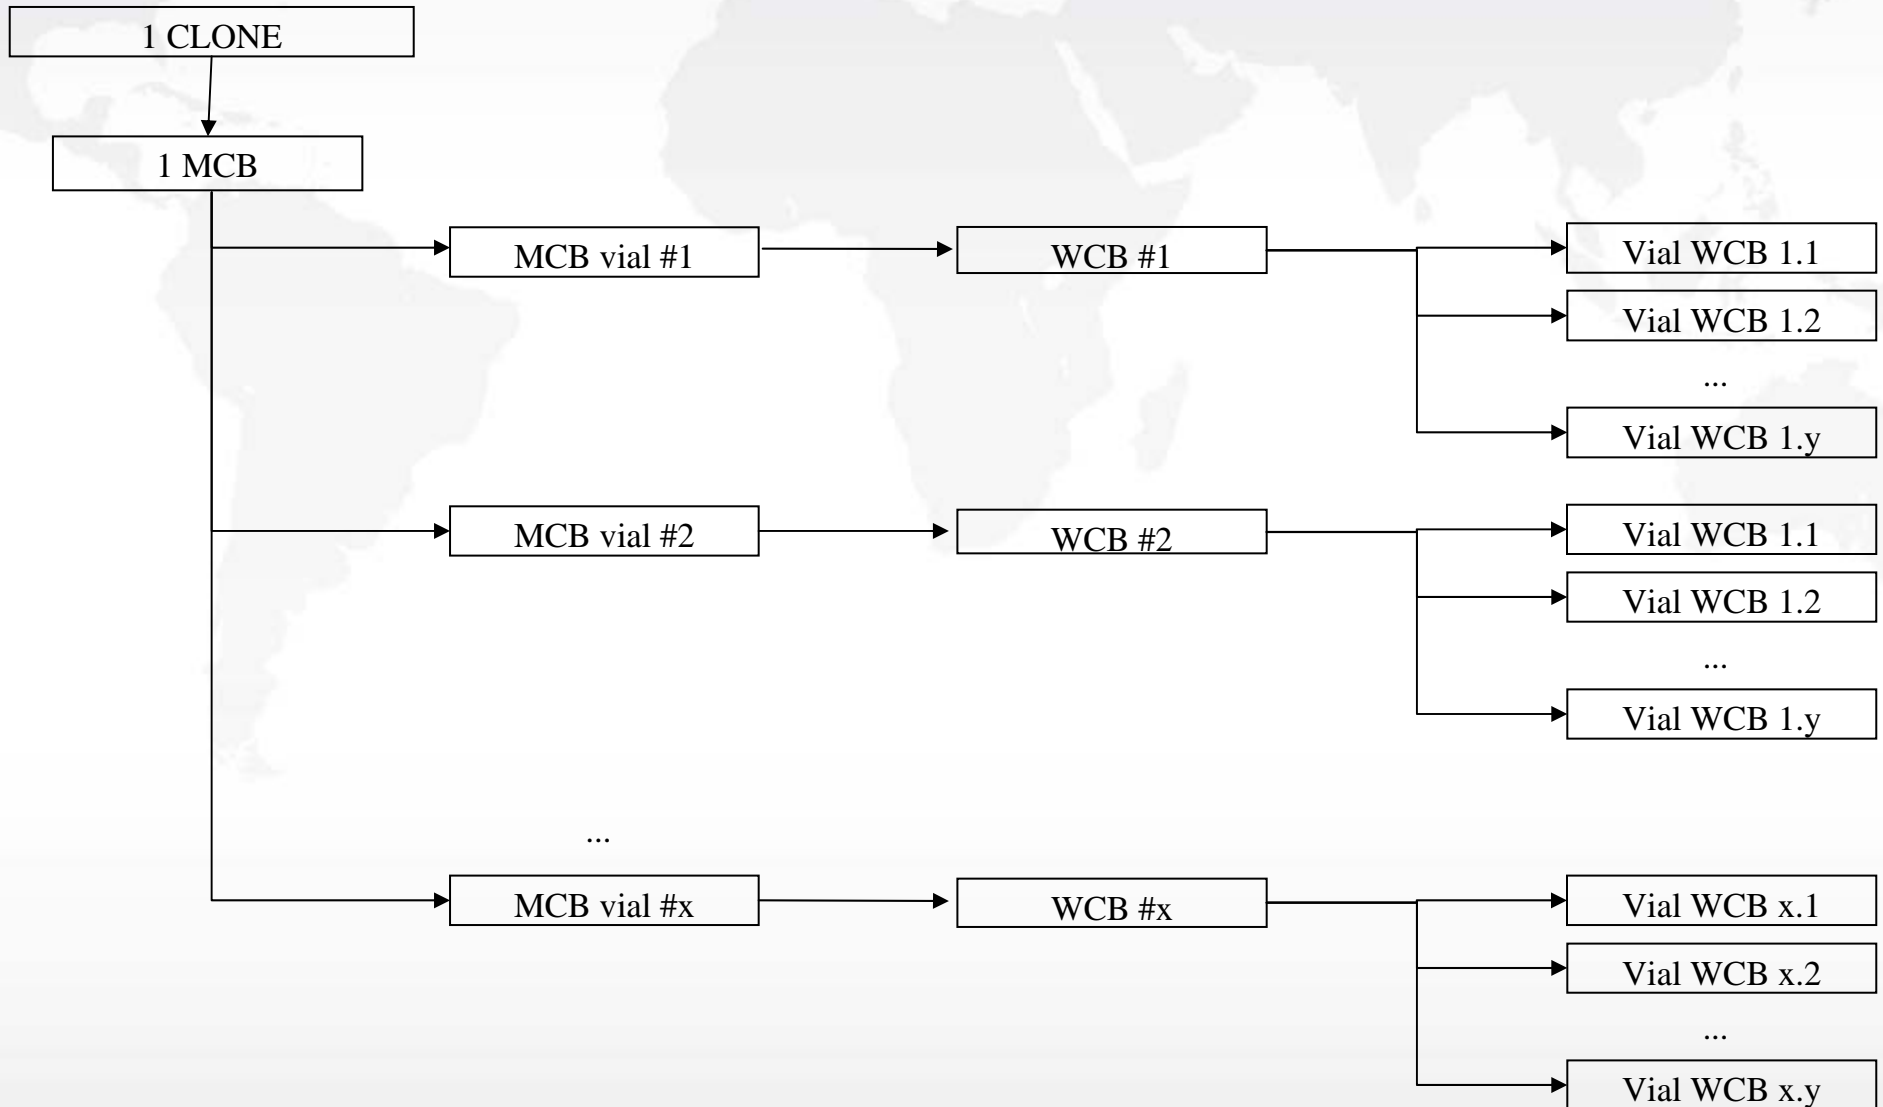 1 CLONE
1 MCB
MCB vial #1
WCB #1
Vial WCB 1.1
Vial WCB 1.2
...
Vial WCB 1.y
MCB vial #2
WCB #2
Vial WCB 1.1
Vial WCB 1.2
...
Vial WCB 1.y
...
MCB vial #x
WCB #x
Vial WCB x.1
Vial WCB x.2
...
Vial WCB x.y